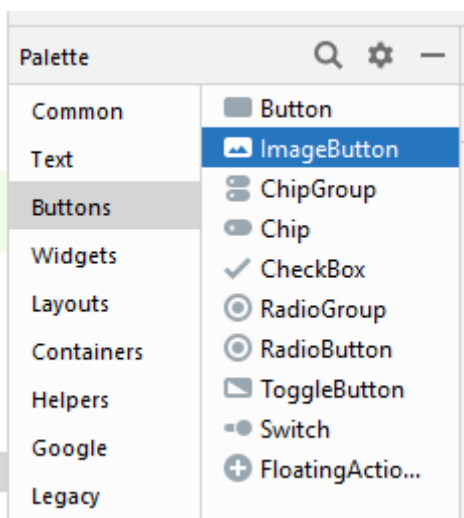 Palette
Common
Text
Buttons
Widgets
Layouts
Containers
Helpers
Google
Legacy
Button
ImageButton
ChipGroup
Chip
CheckBox
RadioGroup
RadioButton
ToggleButton
Switch
FloatingActio...